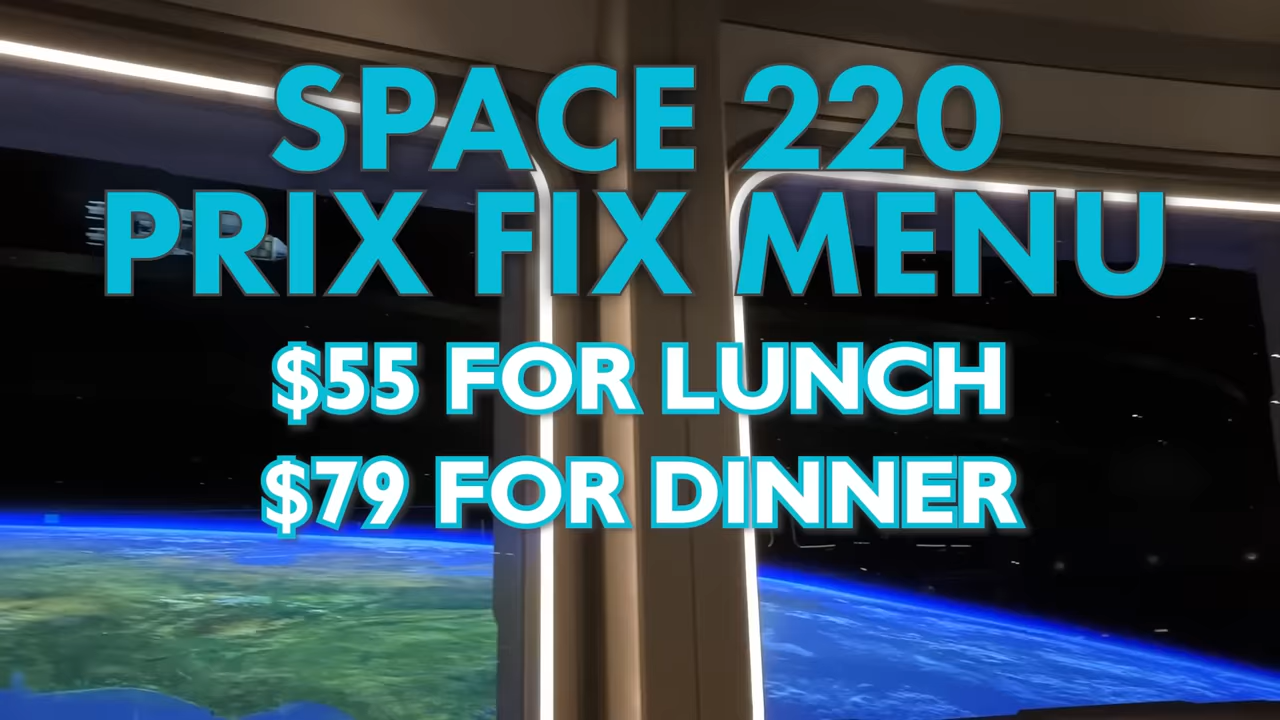 SPACE 220
PRIX FIX MENU
$55 FOR LUNCH
$79 FOR DINNER